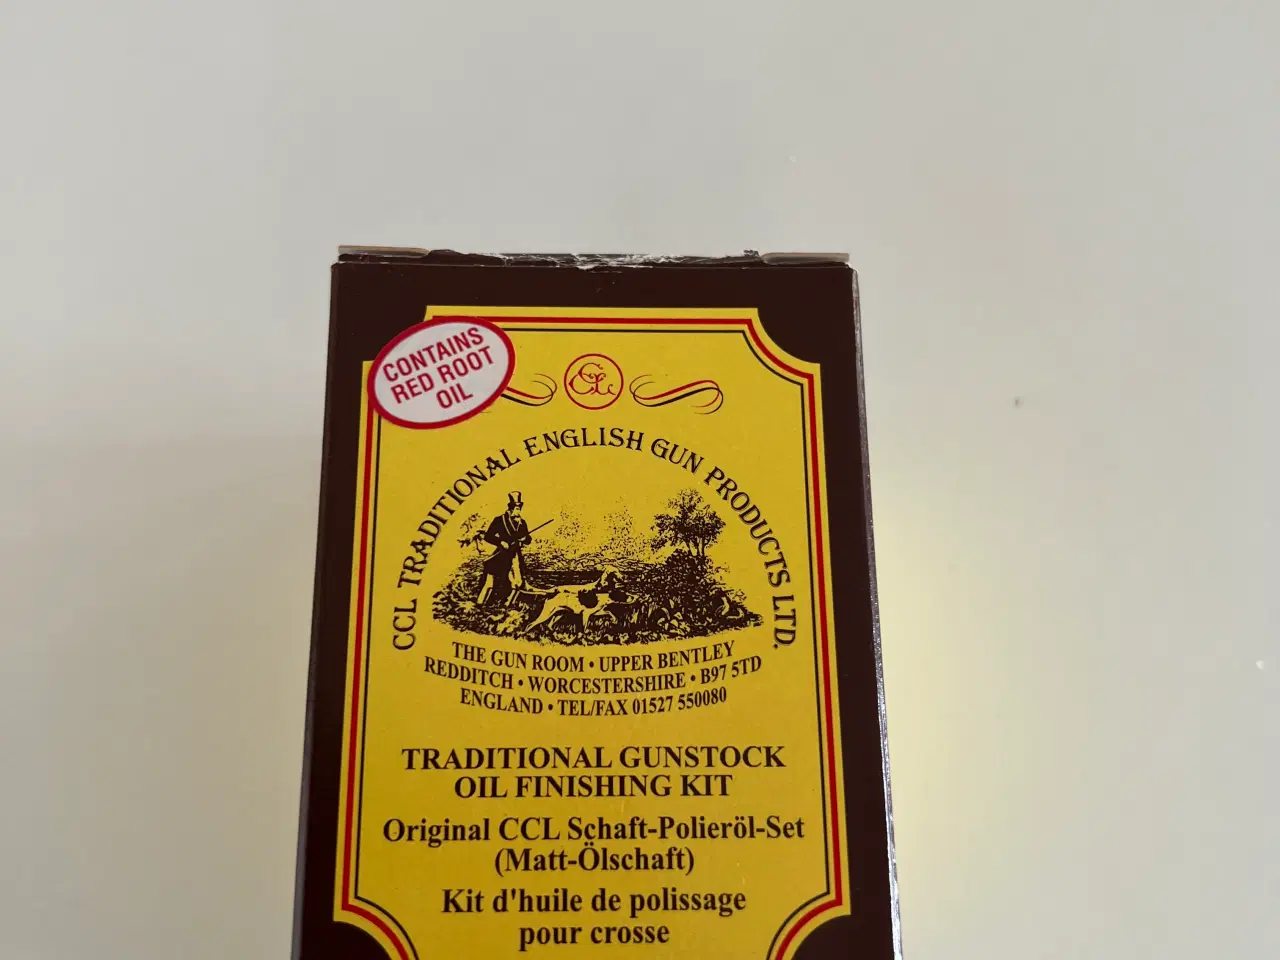 CONTAINS
RED ROOT
OIL
CCL TRADITIONAL ENGLISH GUN PRODUCTS LTD.
THE GUN ROOM • UPPER BENTLEY
REDDITCH • WORCESTERSHIRE • B97 5TD
ENGLAND • TEL/FAX 01527 550080
TRADITIONAL GUNSTOCK
OIL FINISHING KIT
Original CCL Schaft-Polieröl-Set
(Matt-Ölschaft)
Kit d'huile de polissage
pour crosse